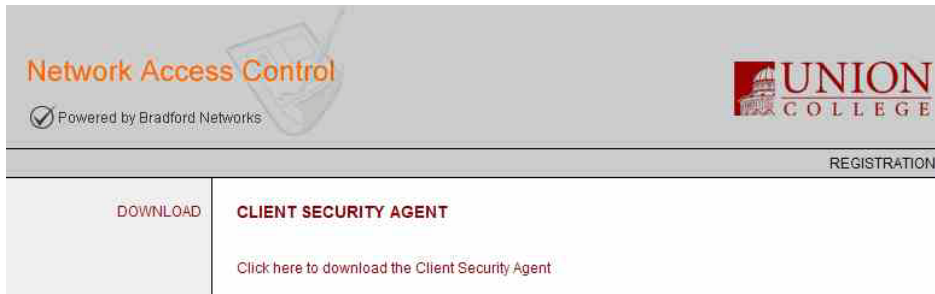 Network Access Control
Powered by Bradford Networks
UNION
COLLEGE
REGISTRATION
DOWNLOAD
CLIENT SECURITY AGENT
Click here to download the Client Security Agent